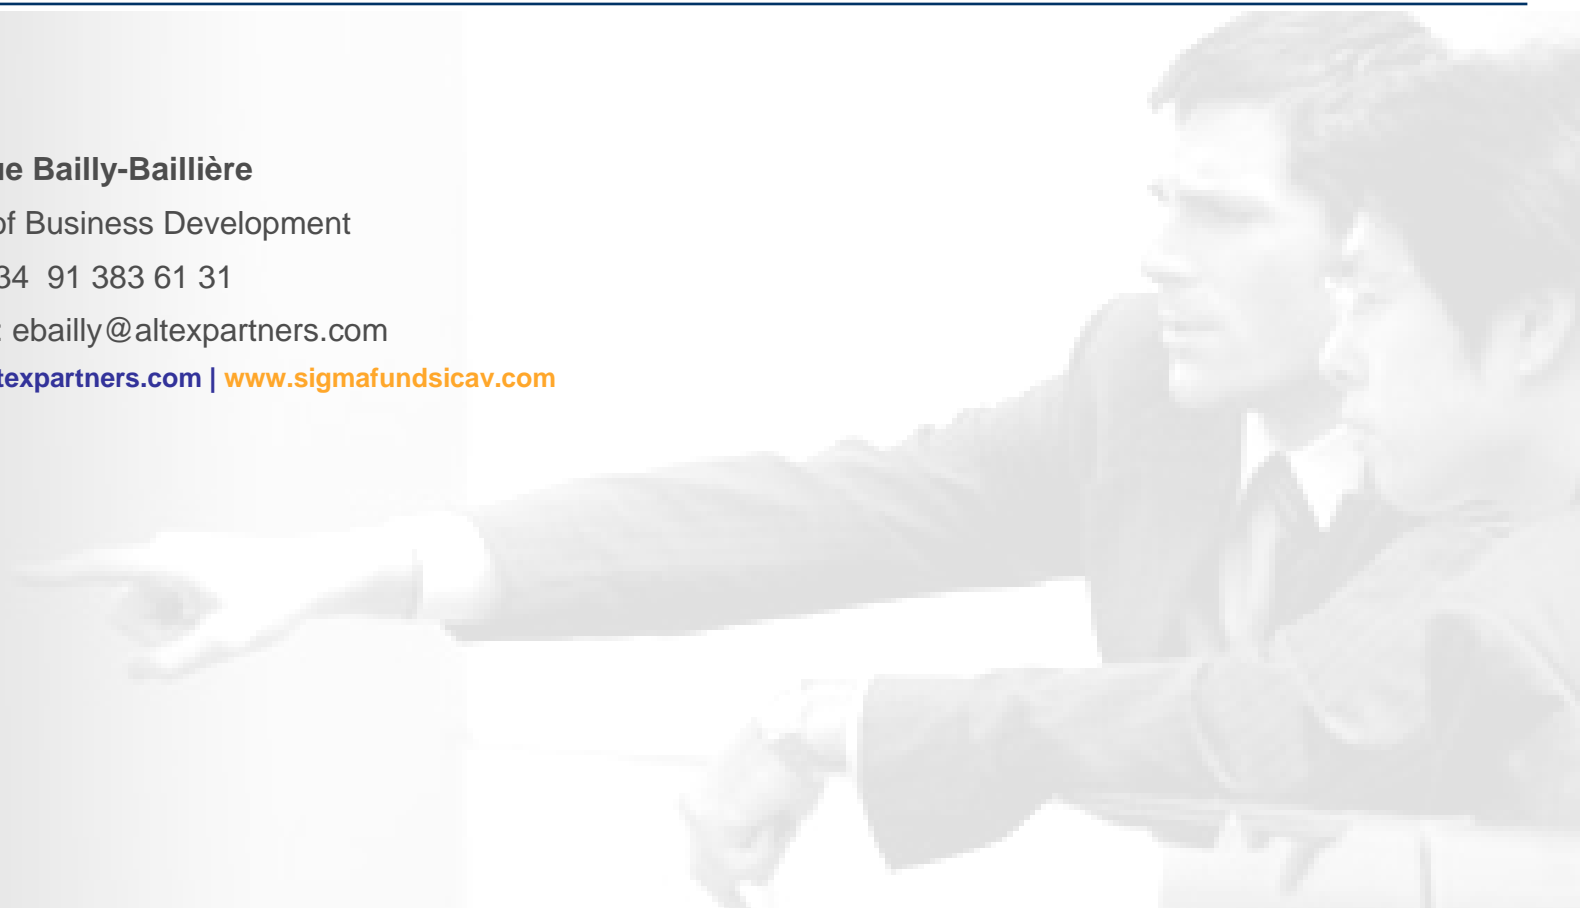 ue Bailly-Baillière
of Business Development
34 91 383 61 31
: ebailly@altexpartners.com
texpartners.com | www.sigmafundsicav.com